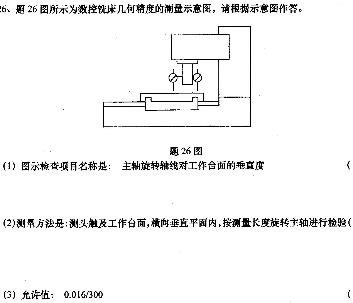 26、题 26 图所示为数控铣床几何精度的测量示意图，请根据示意图作答。
题 26 图
(1) 图示检查项目名称是： 主轴旋转轴线对工作台面的垂直度 (
(2)测量方法是:测头触及工作台面,横向垂直平面内,按测量长度旋转主轴进行检验(
(3) 允许值： 0.016/300 (